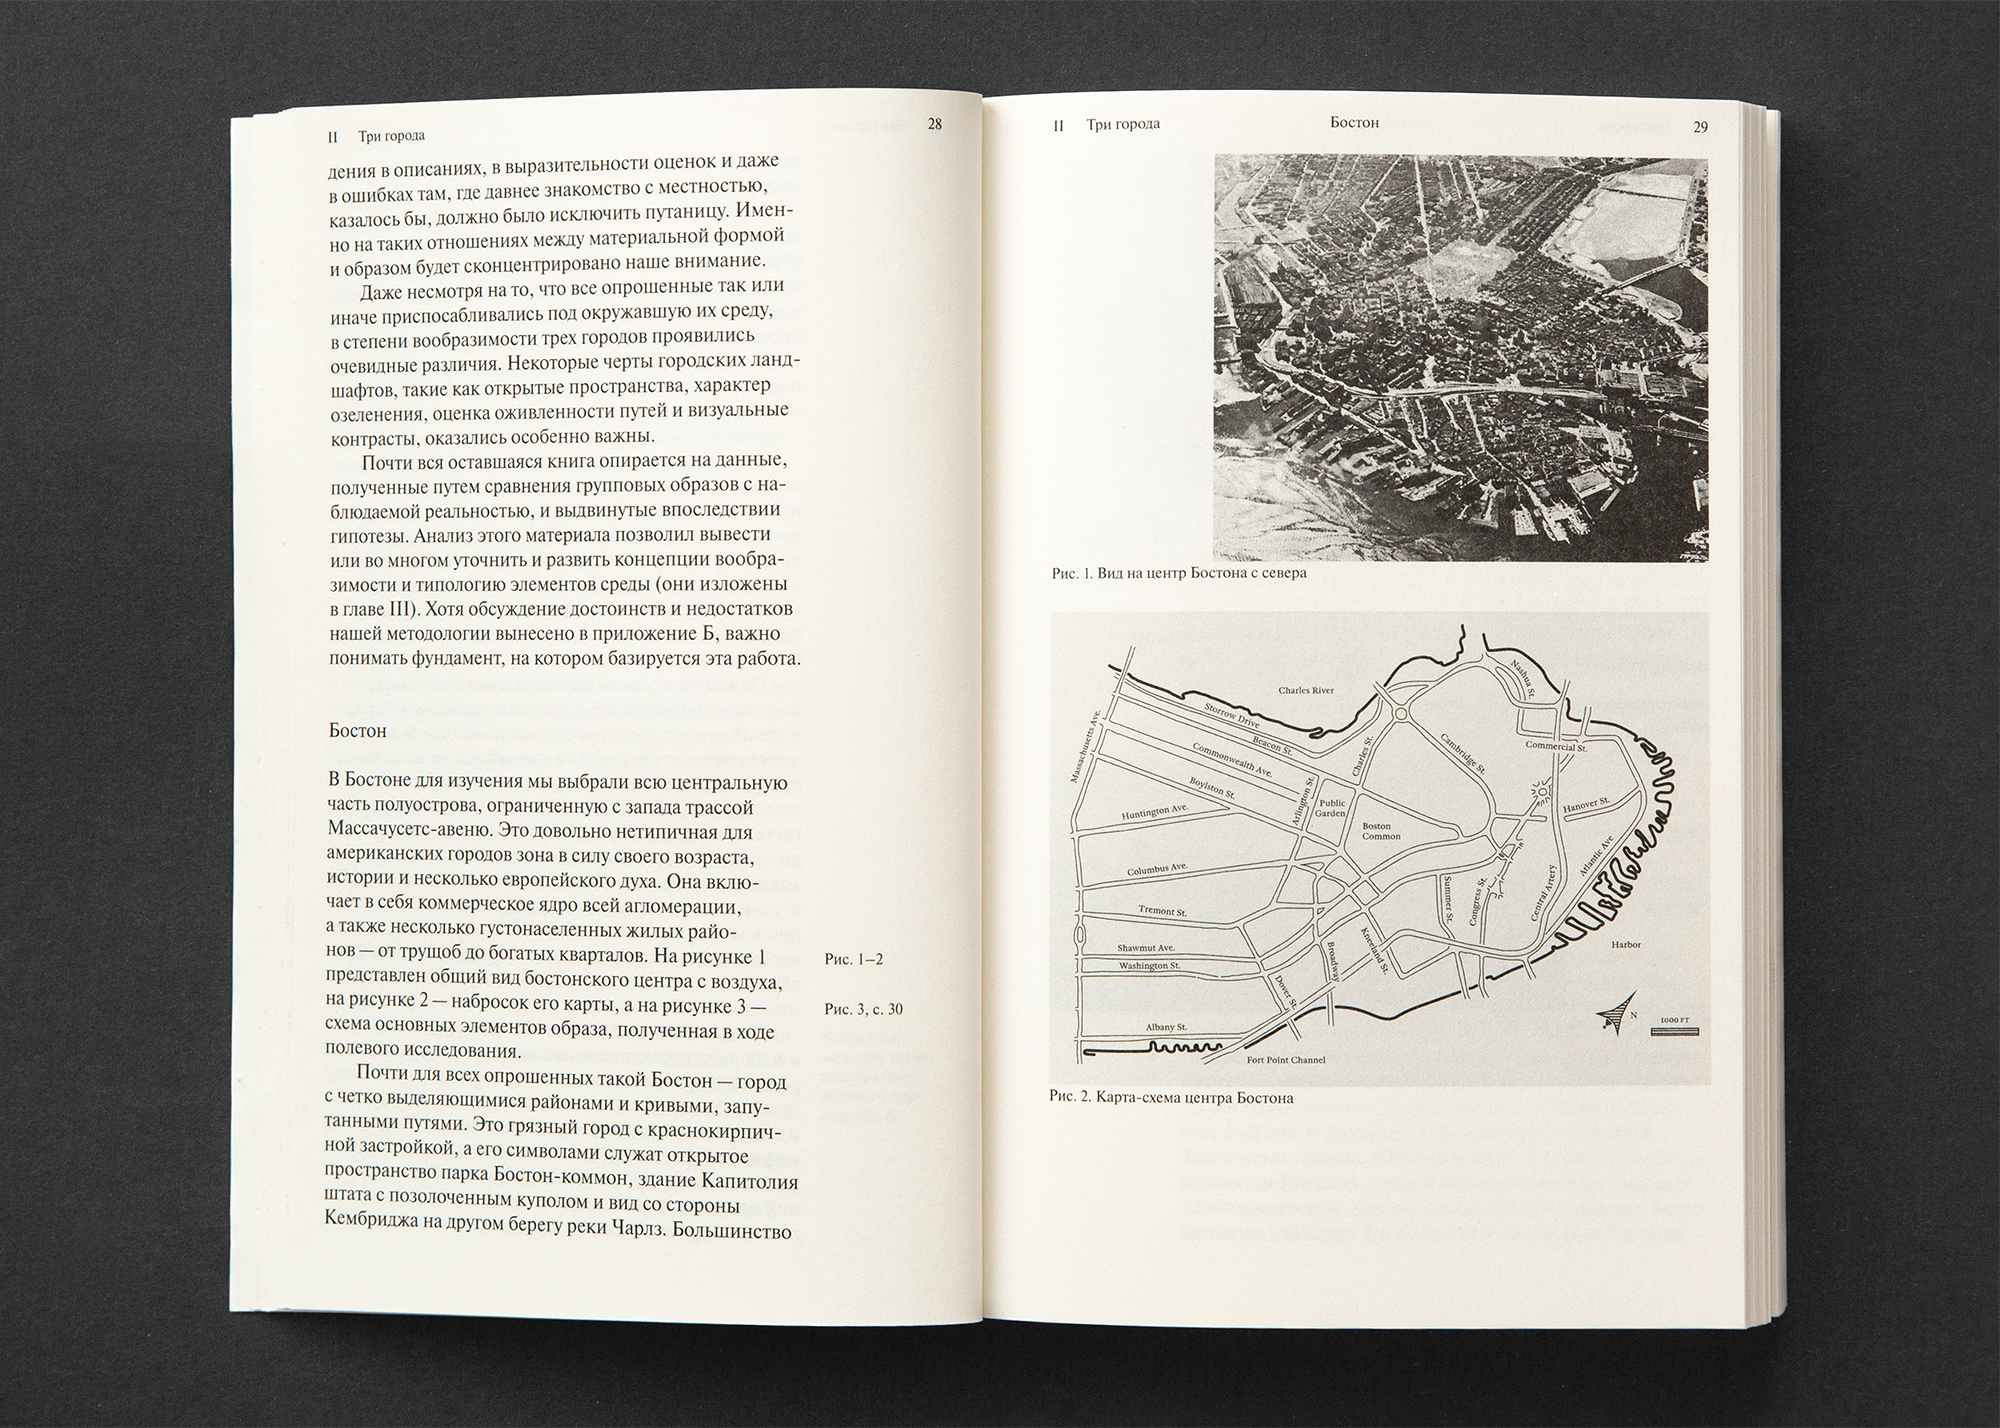 II Три города 28
дения в описаниях, в выразительности оценок и даже
в ошибках там, где давнее знакомство с местностью,
казалось бы, должно было исключить путаницу. Имен-
но на таких отношениях между материальной формой
и образом будет сконцентрировано наше внимание.
Даже несмотря на то, что все опрошенные так или
иначе приспосабливались под окружавшую их среду,
в степени вообразимости трех городов проявились
очевидные различия. Некоторые черты городских ланд-
шафтов, такие как открытые пространства, характер
озеленения, оценка оживленности путей и визуальные
контрасты, оказались особенно важны.
Почти вся оставшаяся книга опирается на данные,
полученные путем сравнения групповых образов с на-
блюдаемой реальностью, и выдвинутые впоследствии
гипотезы. Анализ этого материала позволил вывести
или во многом уточнить и развить концепции вообра-
зимости и типологию элементов среды (они изложены
в главе III). Хотя обсуждение достоинств и недостатков
нашей методологии вынесено в приложение Б, важно
понимать фундамент, на котором базируется эта работа.
Бостон
В Бостоне для изучения мы выбрали всю центральную
часть полуострова, ограниченную с запада трассой
Массачусетс-авеню. Это довольно нетипичная для
американских городов зона в силу своего возраста,
истории и несколько европейского духа. Она вклю-
чает в себя коммерческое ядро всей агломерации,
а также несколько густонаселенных жилых райо-
нов — от трущоб до богатых кварталов. На рисунке 1
представлен общий вид бостонского центра с воздуха,
на рисунке 2 — набросок его карты, а на рисунке 3 —
схема основных элементов образа, полученная в ходе
полевого исследования.
Почти для всех опрошенных такой Бостон — город
с четко выделяющимися районами и кривыми, запу-
танными путями. Это грязный город с краснокирпич-
ной застройкой, а его символами служат открытое
пространство парка Бостон-коммон, здание Капитолия
штата с позолоченным куполом и вид со стороны
Кембриджа на другом берегу реки Чарлз. Большинство
Рис. 1–2
Рис. 3, с. 30
II Три города Бостон 29
Рис. 1. Вид на центр Бостона с севера
Charles River
Nashua St.
Storrow Drive
Massachusetts Ave.
Beacon St.
Commonwealth Ave.
Charles St.
Cambridge St.
Commercial St.
Boylston St.
Arlington St.
Public
Garden
Huntington Ave.
Hanover St.
Boston
Common
Atlantic Ave
Columbus Ave.
Summer St.
Congress St.
Central Artery
Tremont St.
Harbor
Shawmut Ave.
Washington St.
Broadway
Kneeland St.
Dover St.
N
1000 FT
Albany St.
Fort Point Channel
Рис. 2. Карта-схема центра Бостона